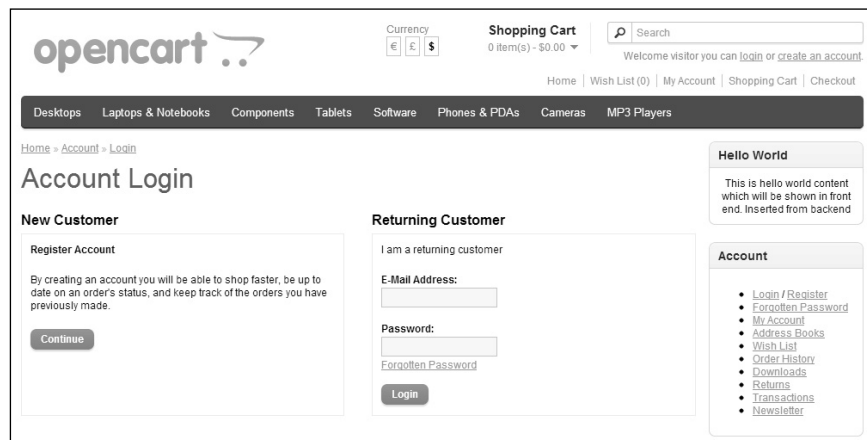 opencart
Currency
€ £ $
Shopping Cart
0 item(s) - $0.00
Search
Welcome visitor you can login or create an account.
Home | Wish List (0) | My Account | Shopping Cart | Checkout
Desktops Laptops & Notebooks Components Tablets Software Phones & PDAs Cameras MP3 Players
Home » Account » Login
Account Login
New Customer
Register Account
By creating an account you will be able to shop faster, be up to
date on an order's status, and keep track of the orders you have
previously made.
Continue
Returning Customer
I am a returning customer
E-Mail Address:
Password:
Forgotten Password
Login
Hello World
This is hello world content
which will be shown in front
end. Inserted from backend
Account
Login / Register
Forgotten Password
My Account
Address Books
Wish List
Order History
Downloads
Returns
Transactions
Newsletter